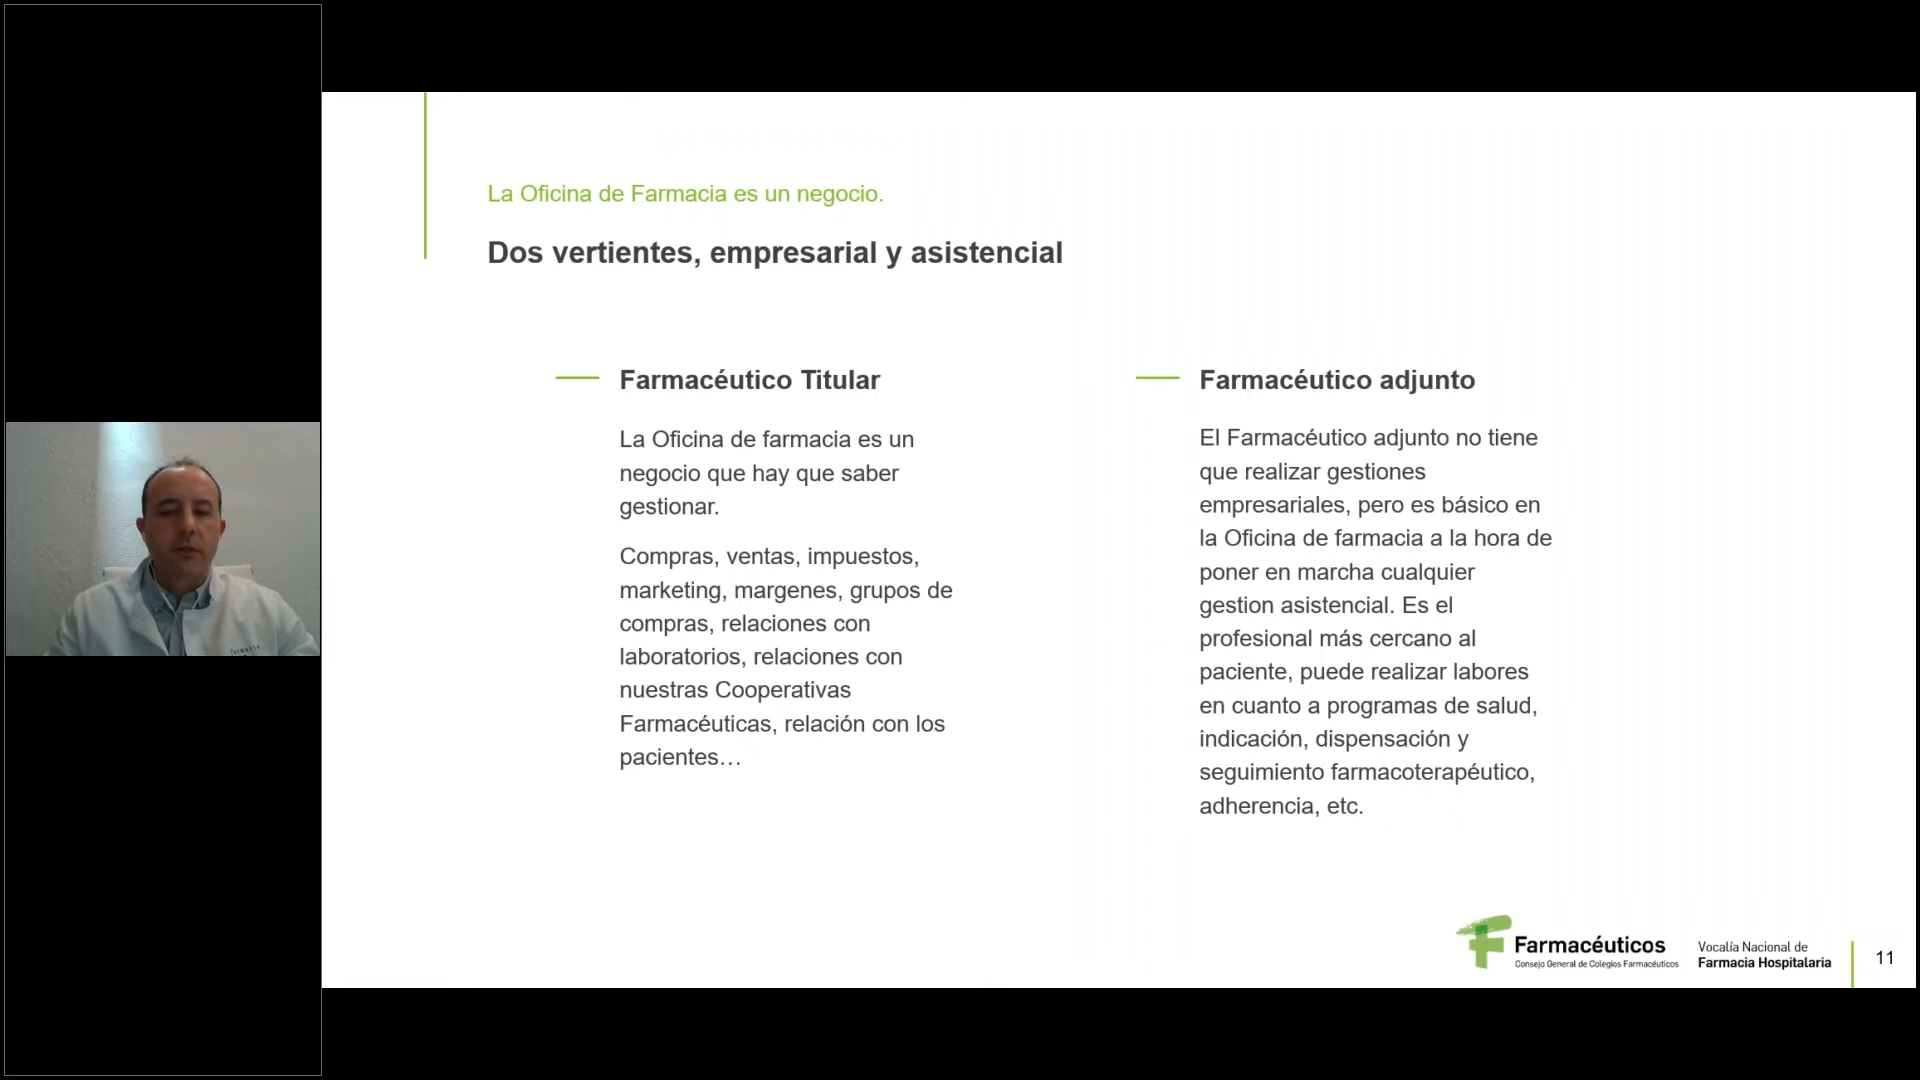 La Oficina de Farmacia es un negocio.
Dos vertientes, empresarial y asistencial
Farmacéutico Titular
La Oficina de farmacia es un
negocio que hay que saber
gestionar.
Compras, ventas, impuestos,
marketing, margenes, grupos de
compras, relaciones con
laboratorios, relaciones con
nuestras Cooperativas
Farmacéuticas, relación con los
pacientes…
Farmacéutico adjunto
El Farmacéutico adjunto no tiene
que realizar gestiones
empresariales, pero es básico en
la Oficina de farmacia a la hora de
poner en marcha cualquier
gestion asistencial. Es el
profesional más cercano al
paciente, puede realizar labores
en cuanto a programas de salud,
indicación, dispensación y
seguimiento farmacoterapéutico,
adherencia, etc.
Farmacéuticos
Consejo General de Colegios Farmacéuticos
Vocalía Nacional de
Farmacia Hospitalaria
11